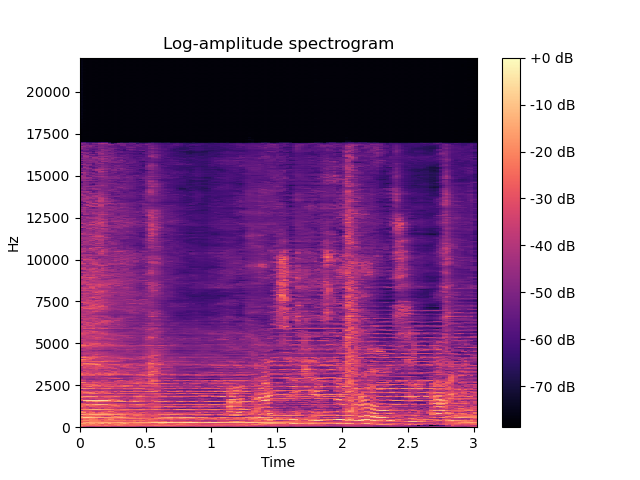 Log-amplitude spectrogram
Hz
20000
17500
15000
12500
10000
7500
5000
2500
0
0 0.5 1 1.5 2 2.5 3
Time
+0 dB
-10 dB
-20 dB
-30 dB
-40 dB
-50 dB
-60 dB
-70 dB